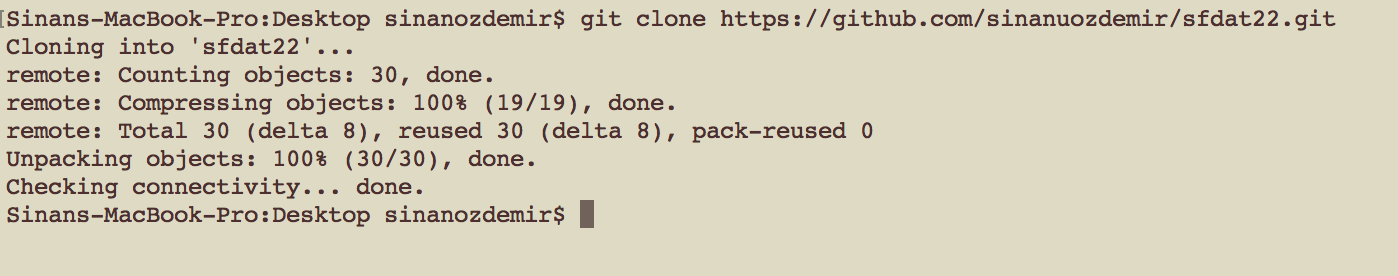 Sinans-MacBook-Pro:Desktop sinanozdemir$ git clone https://github.com/sinanuozdemir/sfdat22.git
Cloning into 'sfdat22'...
remote: Counting objects: 30, done.
remote: Compressing objects: 100% (19/19), done.
remote: Total 30 (delta 8), reused 30 (delta 8), pack-reused 0
Unpacking objects: 100% (30/30), done.
Checking connectivity... done.
Sinans-MacBook-Pro:Desktop sinanozdemir$